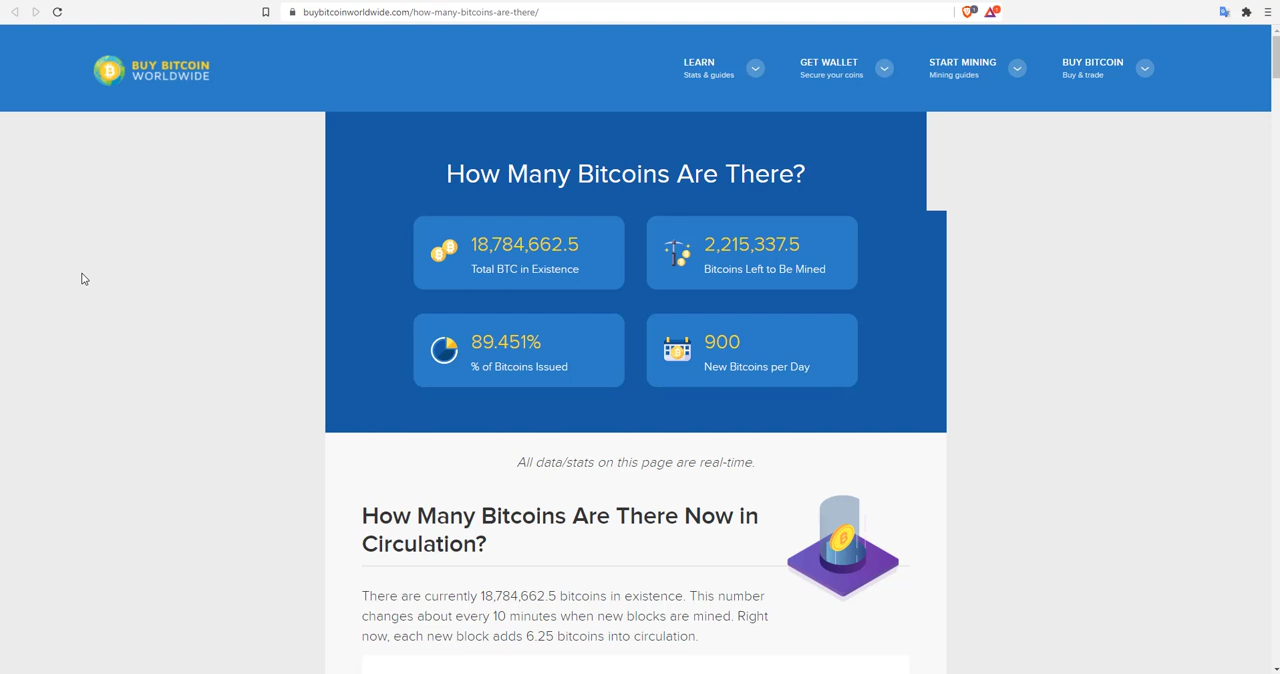 buybitcoinworldwide.com/how-many-bitcoins-are-there/
BUY BITCOIN
WORLDWIDE
LEARN
Stats & guides
GET WALLET
Secure your coins
START MINING
Mining guides
BUY BITCOIN
Buy & trade
How Many Bitcoins Are There?
18,784,662.5
Total BTC in Existence
2,215,337.5
Bitcoins Left to Be Mined
89.451%
% of Bitcoins Issued
900
New Bitcoins per Day
All data/stats on this page are real-time.
How Many Bitcoins Are There Now in
Circulation?
There are currently 18,784,662.5 bitcoins in existence. This number
changes about every 10 minutes when new blocks are mined. Right
now, each new block adds 6.25 bitcoins into circulation.